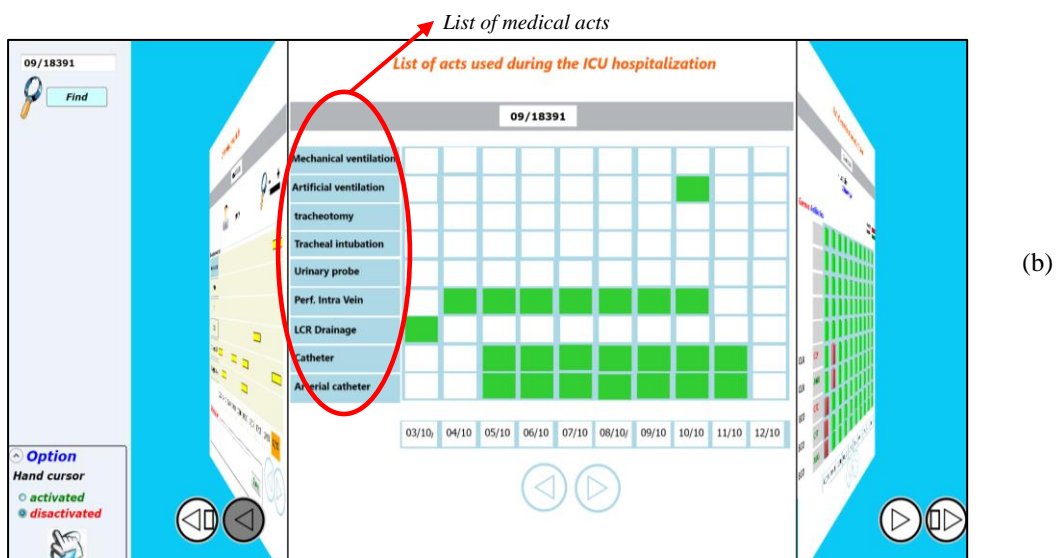 List of medical acts
09/18391
Find
List of acts used during the ICU hospitalization
09/18391
Mechanical ventilation
Artificial ventilation
tracheotomy
Tracheal intubation
Urinary probe
Perf. Intra Vein
LCR Drainage
Catheter
Arterial catheter
03/10/ 04/10 05/10 06/10 07/10 08/10/ 09/10 10/10 11/10 12/10
(b)
Option
Hand cursor
activated
disactivated